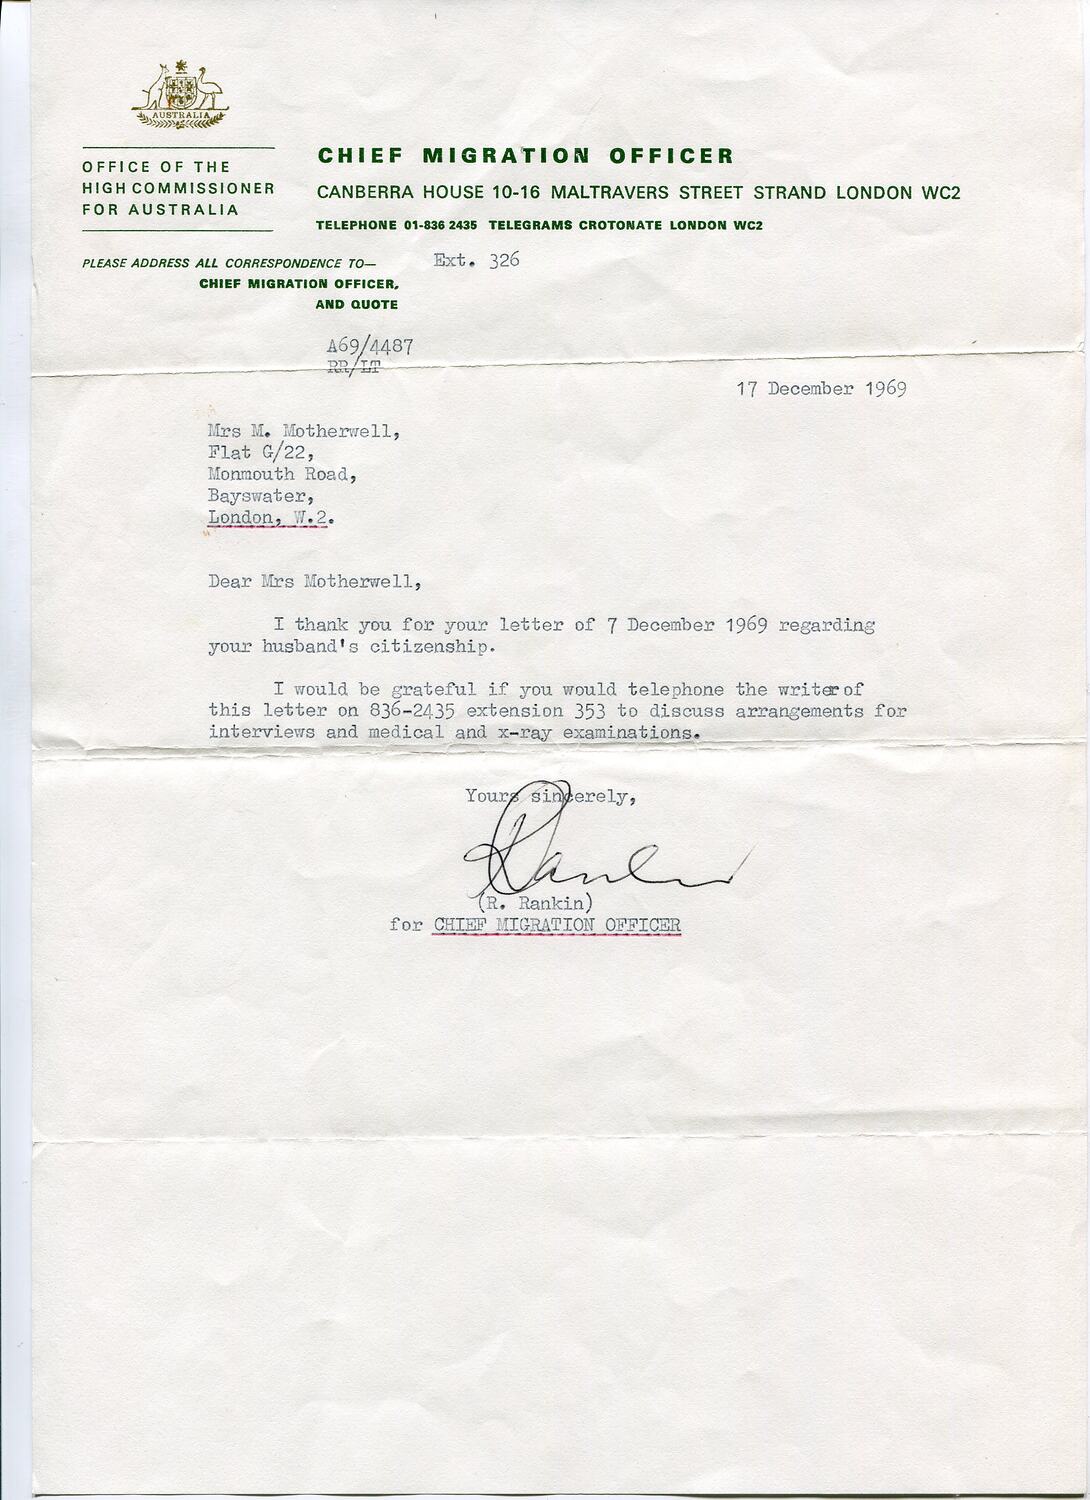 AUSTRALIA
OFFICE OF THE
HIGH COMMISSIONER
FOR AUSTRALIA
CHIEF MIGRATION OFFICER
CANBERRA HOUSE 10-16 MALTRAVERS STREET STRAND LONDON WC2
TELEPHONE 01-836 2435 TELEGRAMS CROTONATE LONDON WC2
PLEASE ADDRESS ALL CORRESPONDENCE TO—
CHIEF MIGRATION OFFICER,
AND QUOTE
Ext. 326
A69/4487
RR/LT
17 December 1969
Mrs M. Motherwell,
Flat G/22,
Monmouth Road,
Bayswater,
London, W.2.
Dear Mrs Motherwell,
I thank you for your letter of 7 December 1969 regarding
your husband's citizenship.
I would be grateful if you would telephone the writer of
this letter on 836-2435 extension 353 to discuss arrangements for
interviews and medical and x-ray examinations.
Yours sincerely,
RRankin
(R. Rankin)
for CHIEF MIGRATION OFFICER